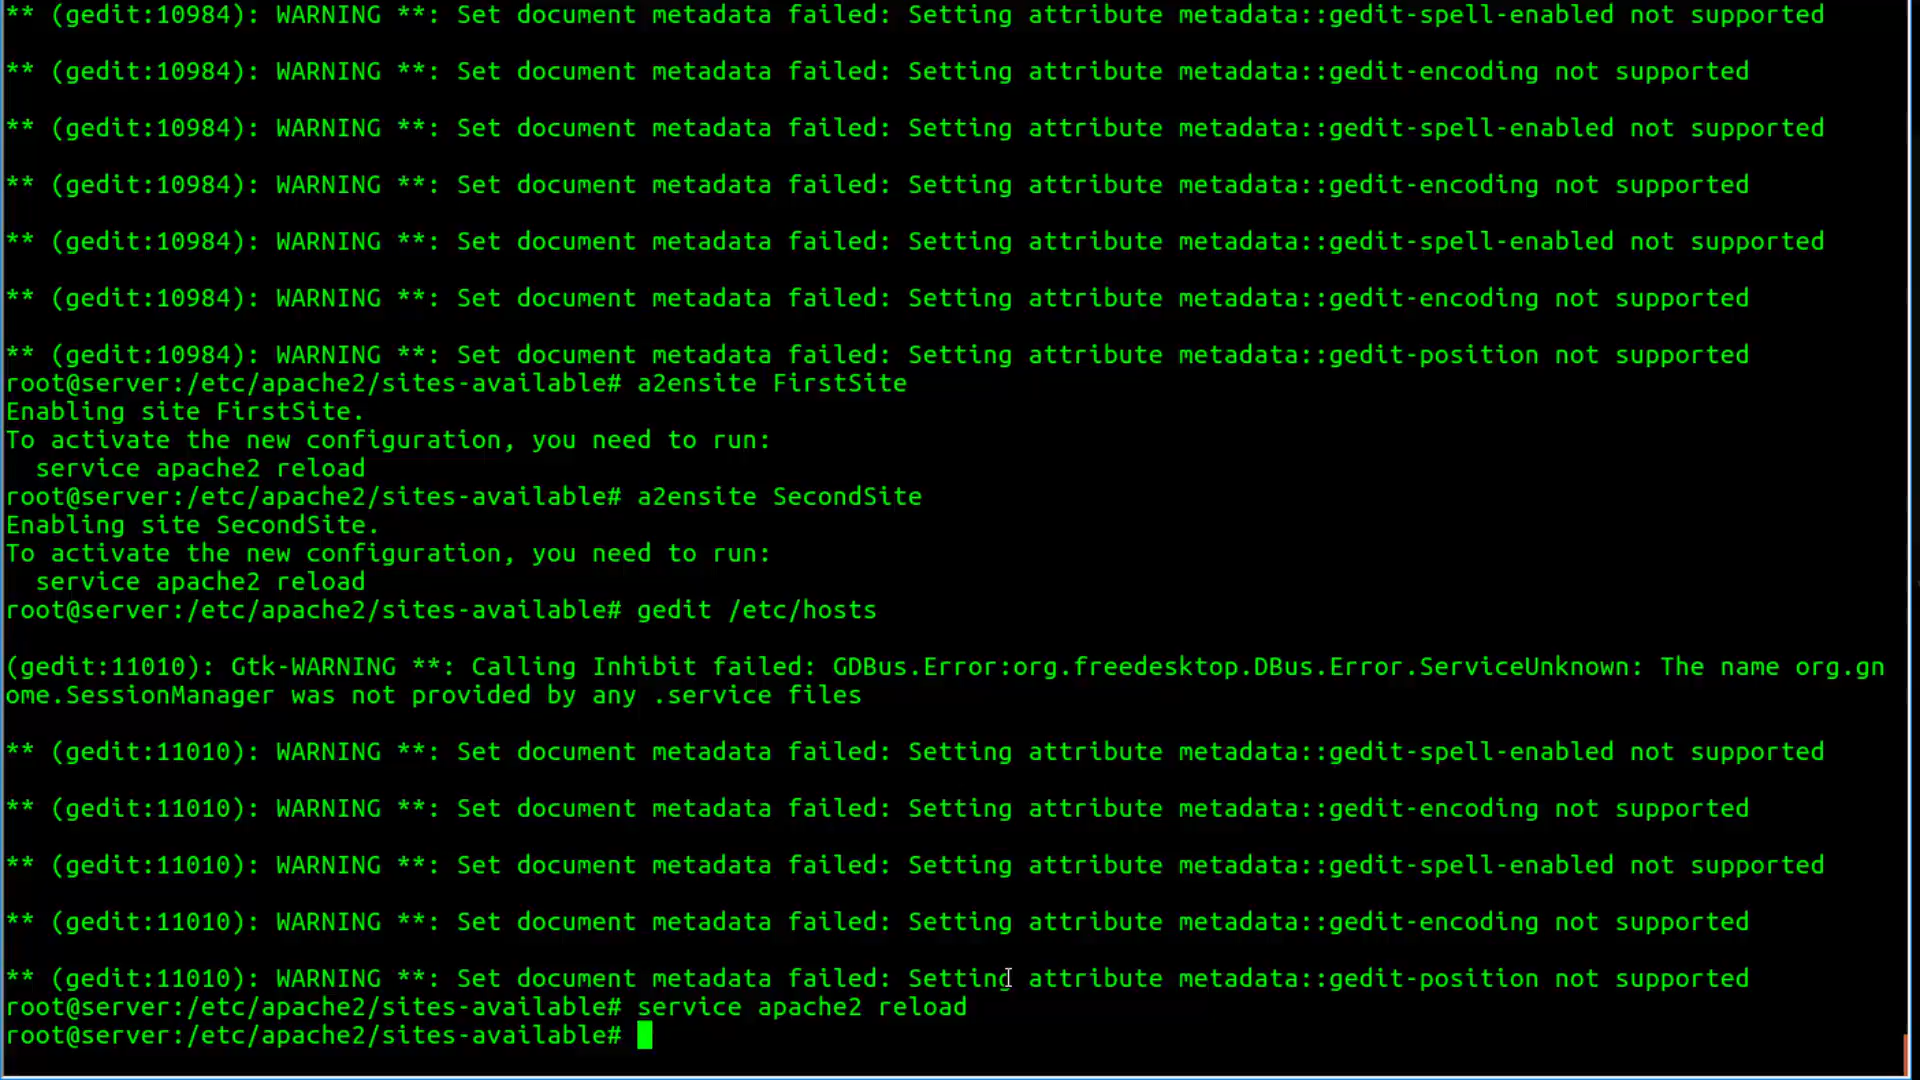 ** (gedit:10984): WARNING **: Set document metadata failed: Setting attribute metadata::gedit-spell-enabled not supported
** (gedit:10984): WARNING **: Set document metadata failed: Setting attribute metadata::gedit-encoding not supported
** (gedit:10984): WARNING **: Set document metadata failed: Setting attribute metadata::gedit-spell-enabled not supported
** (gedit:10984): WARNING **: Set document metadata failed: Setting attribute metadata::gedit-encoding not supported
** (gedit:10984): WARNING **: Set document metadata failed: Setting attribute metadata::gedit-spell-enabled not supported
** (gedit:10984): WARNING **: Set document metadata failed: Setting attribute metadata::gedit-encoding not supported
** (gedit:10984): WARNING **: Set document metadata failed: Setting attribute metadata::gedit-position not supported
root@server:/etc/apache2/sites-available# a2ensite FirstSite
Enabling site FirstSite.
To activate the new configuration, you need to run:
  service apache2 reload
root@server:/etc/apache2/sites-available# a2ensite SecondSite
Enabling site SecondSite.
To activate the new configuration, you need to run:
  service apache2 reload
root@server:/etc/apache2/sites-available# gedit /etc/hosts
(gedit:11010): Gtk-WARNING **: Calling Inhibit failed: GDBus.Error:org.freedesktop.DBus.Error.ServiceUnknown: The name org.gn
ome.SessionManager was not provided by any .service files
** (gedit:11010): WARNING **: Set document metadata failed: Setting attribute metadata::gedit-spell-enabled not supported
** (gedit:11010): WARNING **: Set document metadata failed: Setting attribute metadata::gedit-encoding not supported
** (gedit:11010): WARNING **: Set document metadata failed: Setting attribute metadata::gedit-spell-enabled not supported
** (gedit:11010): WARNING **: Set document metadata failed: Setting attribute metadata::gedit-encoding not supported
** (gedit:11010): WARNING **: Set document metadata failed: Setting attribute metadata::gedit-position not supported
root@server:/etc/apache2/sites-available# service apache2 reload
root@server:/etc/apache2/sites-available#